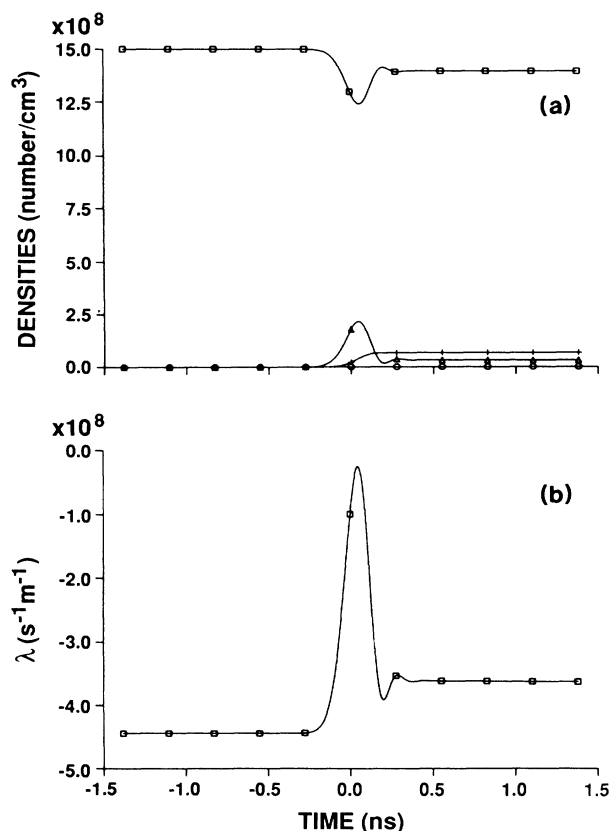 x10⁸
15.0
12.5
10.0
7.5
5.0
2.5
0.0
DENSITIES (number/cm³)
(a)
x10⁸
0.0
-1.0
-2.0
-3.0
-4.0
-5.0
λ (s⁻¹m⁻¹)
(b)
-1.5 -1.0 -0.5 0.0 0.5 1.0 1.5
TIME (ns)